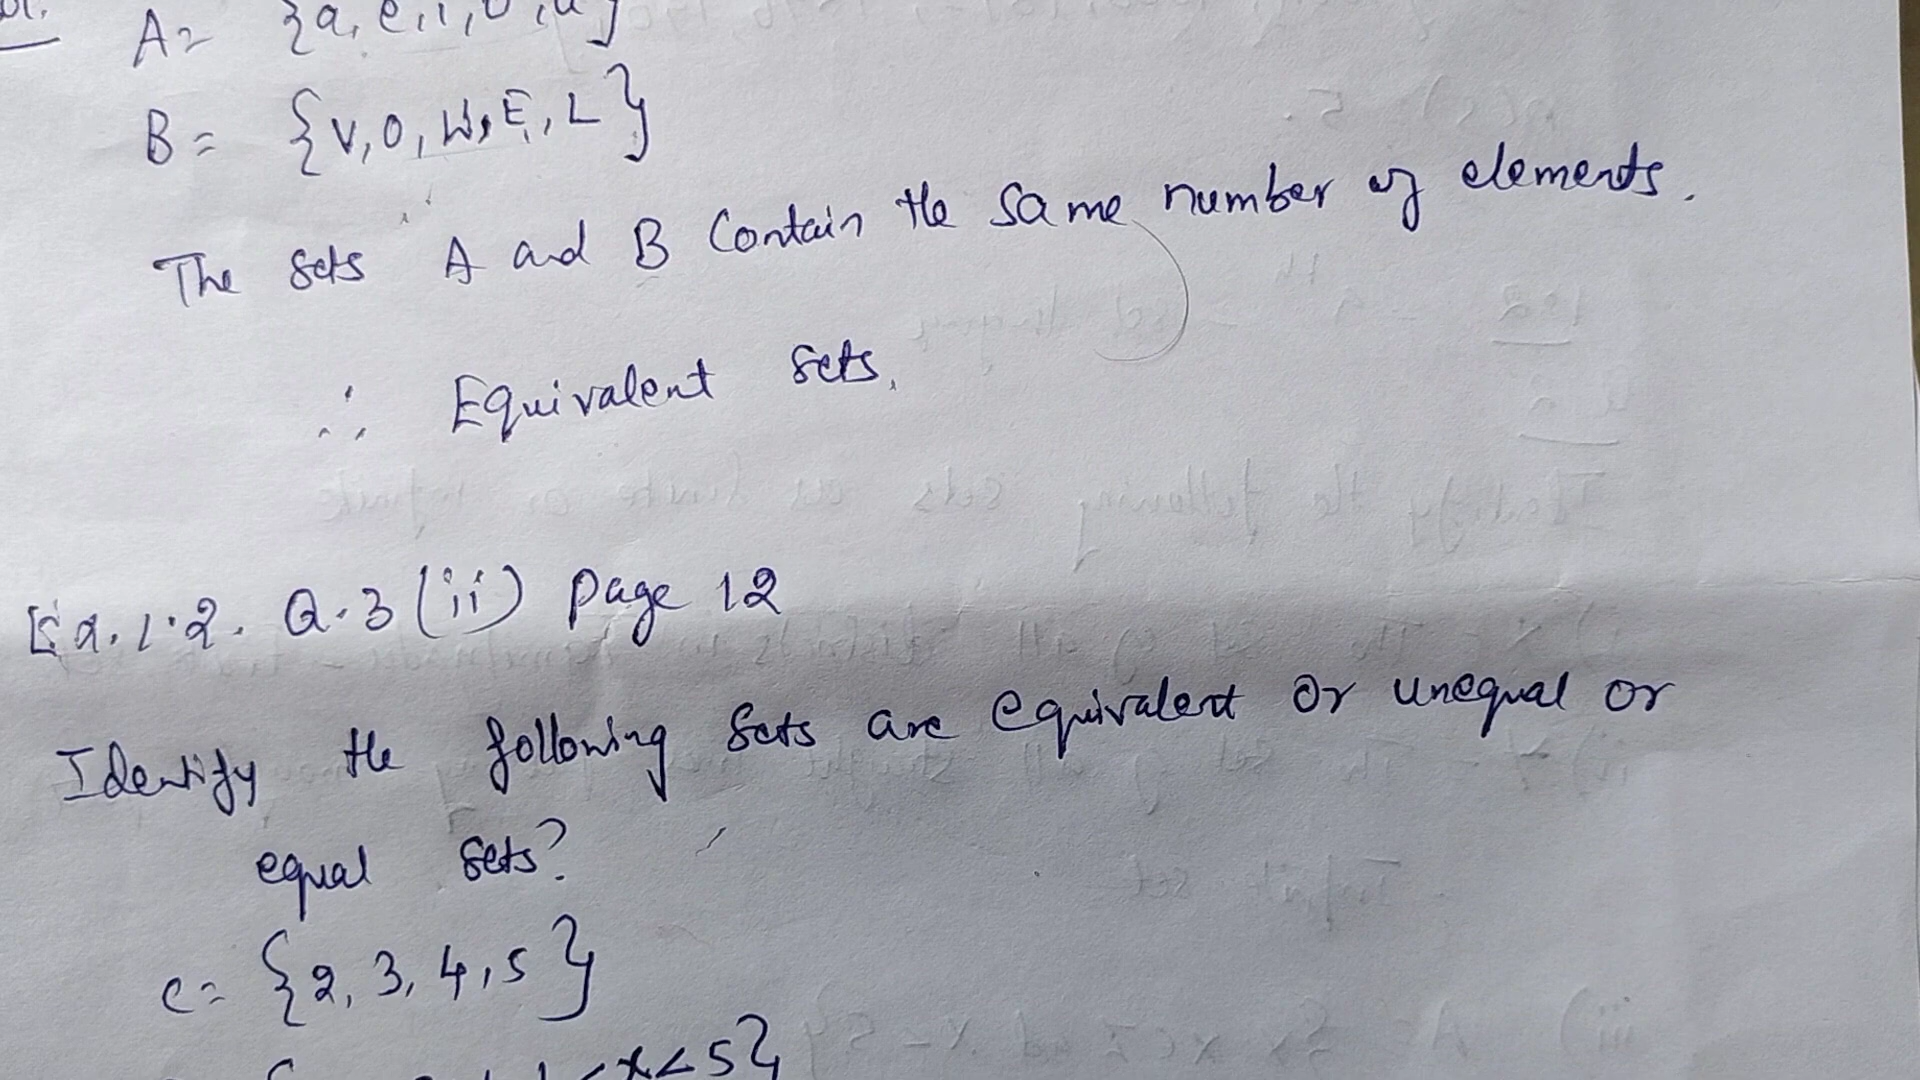 A = {a, e, i, o, u}
B = {V, O, W, E, L}
The sets A and B Contain the same number of elements.
∴ Equivalent sets.
Ex. 1.2. Q.3 (ii) page 12
Identify the following sets are equivalent or unequal or
equal sets?
C = {2, 3, 4, 5}
<x<5}